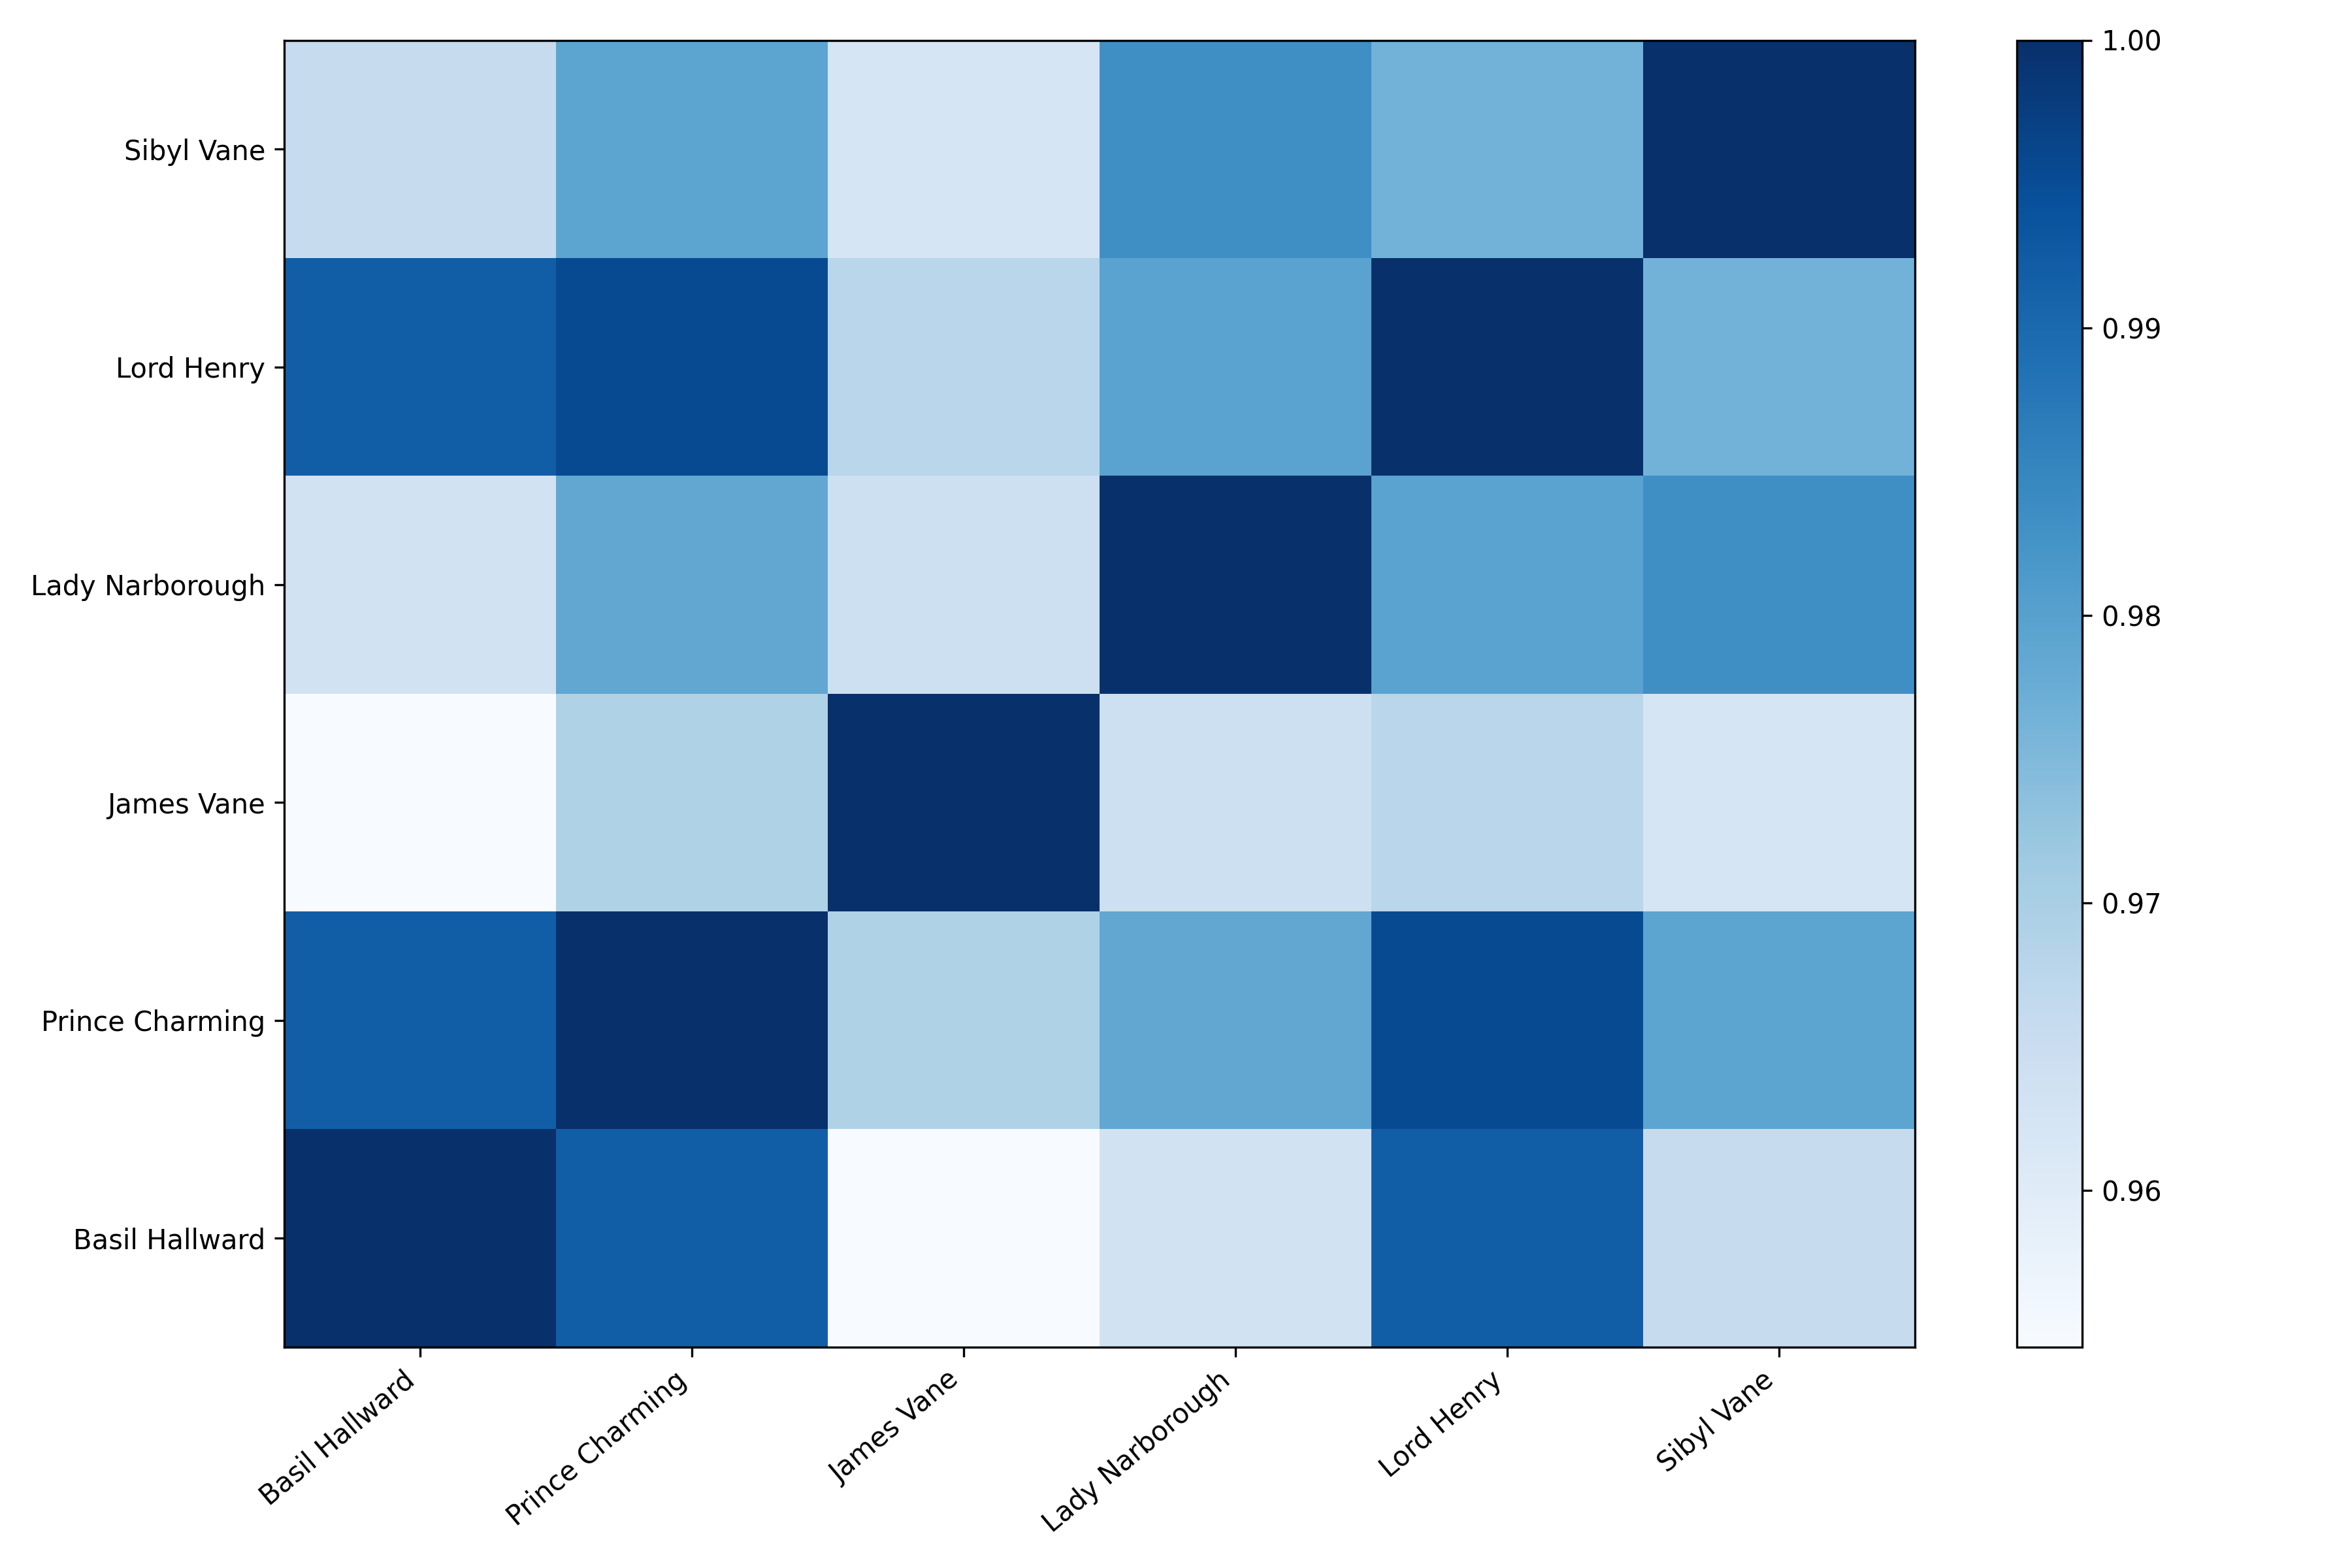 Sibyl Vane
Lord Henry
Lady Narborough
James Vane
Prince Charming
Basil Hallward
Basil Hallward
Prince Charming
James Vane
Lady Narborough
Lord Henry
Sibyl Vane
1.00
0.99
0.98
0.97
0.96